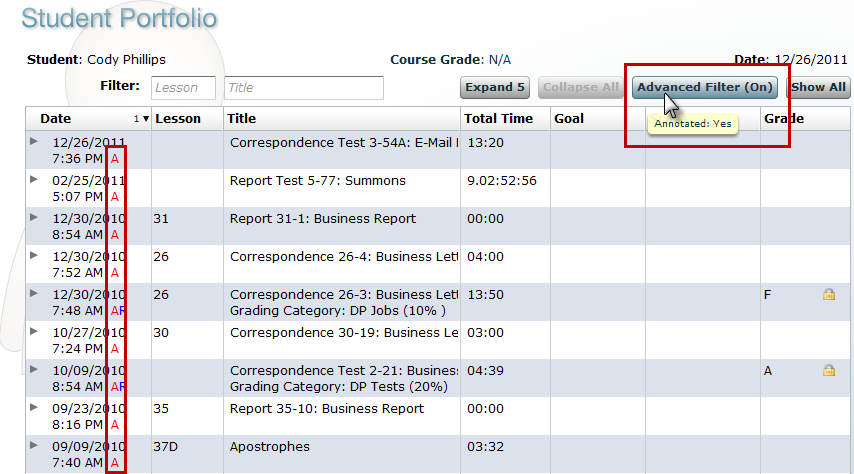 Student Portfolio
Student: Cody Phillips Course Grade: N/A Date: 12/26/2011
Filter: Lesson Title Expand 5 Collapse All Advanced Filter (On) Show All
Annotated: Yes
Date 1 Lesson Title Total Time Goal Grade
12/26/2011 Correspondence Test 3-54A: E-Mail 13:20
7:36 PM A
02/25/2011 Report Test 5-77: Summons 9.02:52:56
5:07 PM A
12/30/2010 31 Report 31-1: Business Report 00:00
8:54 AM A
12/30/2010 26 Correspondence 26-4: Business Lett 04:00
7:52 AM A
12/30/2010 26 Correspondence 26-3: Business Lett 13:50 F
7:48 AM AR Grading Category: DP Jobs (10% )
10/27/2010 30 Correspondence 30-19: Business Le 03:00
7:24 PM A
10/09/2010 Correspondence Test 2-21: Business 04:39 A
8:54 AM AR Grading Category: DP Tests (20%)
09/23/2010 35 Report 35-10: Business Report 00:00
8:16 PM A
09/09/2010 37D Apostrophes 03:32
7:40 AM A